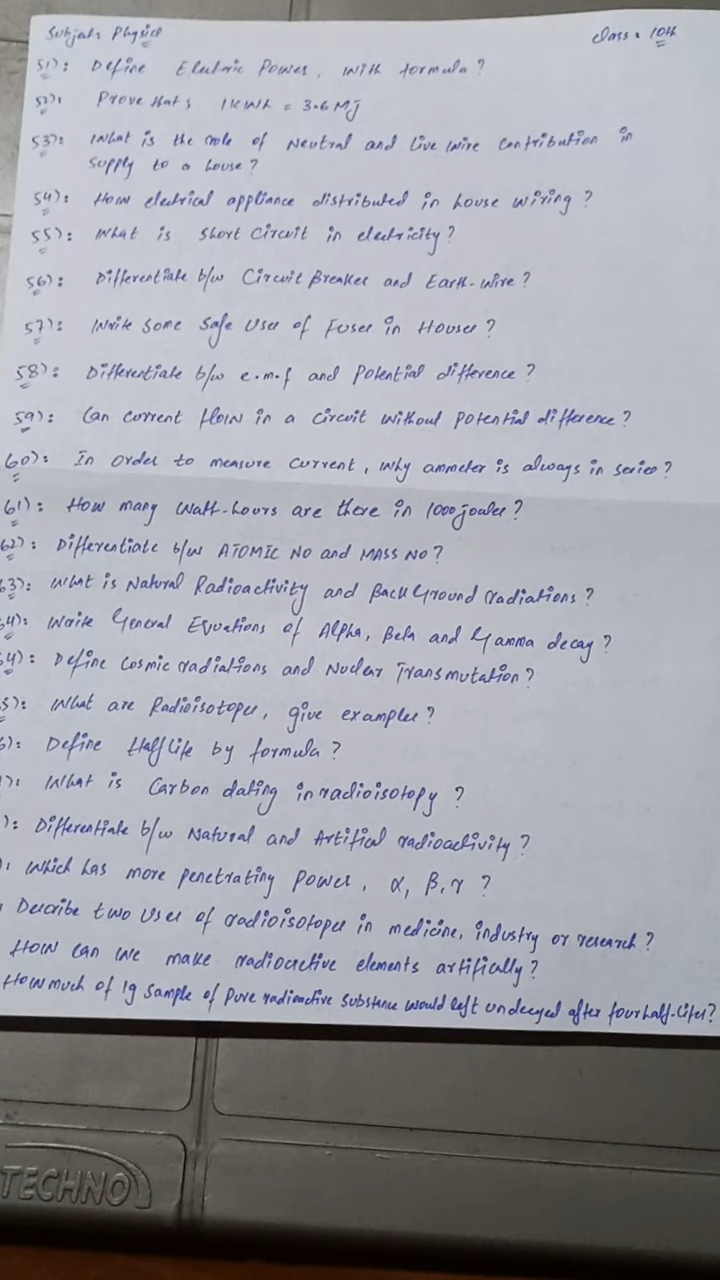 Subject: Physics
Class: 10th
51): Define Electric Power, with formula?
52): Prove that; 1 KWh = 3.6 MJ
53): What is the role of Neutral and Live wire contribution in
supply to a house?
54): How electrical appliance distributed in house wiring?
55): What is short circuit in electricity?
56): Differentiate b/w Circuit Breaker and Earth-wire?
57): Write some safe uses of Fuses in Houses?
58): Differentiate b/w e.m.f and Potential difference?
59): Can current flow in a circuit without potential difference?
60): In order to measure current, why ammeter is always in series?
61): How many watt-hours are there in 1000 joules?
62): Differentiate b/w ATOMIC NO and MASS NO?
63): What is Natural Radioactivity and BackGround radiations?
64): Write General Equations of Alpha, Beta and Gamma decay?
64): Define Cosmic radiations and Nuclear Transmutation?
5): What are Radioisotopes, give examples?
6): Define Half life by formula?
): What is Carbon dating in radioisotopy?
): Differentiate b/w Natural and Artifical radioactivity?
). Which has more penetrating Power, α, β, γ?
Describe two uses of radioisotopes in medicine, industry or research?
How can we make radioactive elements artifically?
How much of 1g sample of Pure radioactive substance would left undecyed after four half-lifes?
TECHNO